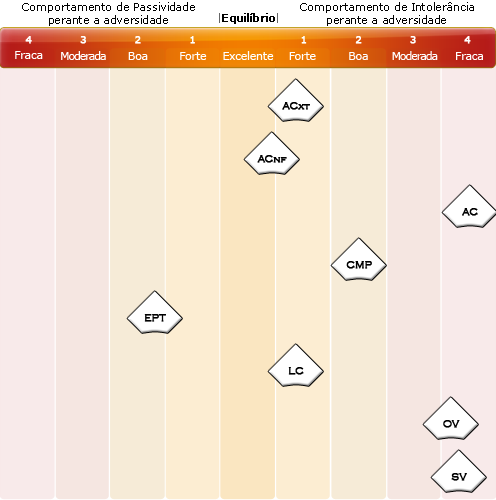 Comportamento de Passividade
perante a adversidade
|Equilíbrio|
Comportamento de Intolerância
perante a adversidade
4 3 2 1 1 2 3 4
Fraca Moderada Boa Forte Excelente Forte Boa Moderada Fraca
ACXT
ACNF
AC
CMP
EPT
LC
OV
SV